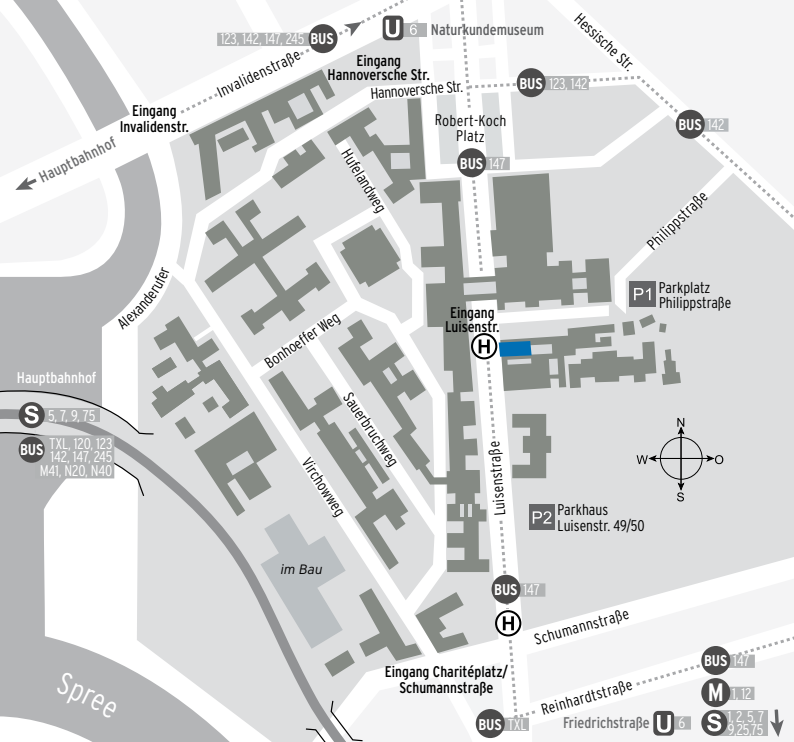 123, 142, 147, 245 BUS
U 6 Naturkundemuseum
Hessische Str.
Invalidenstraße
Eingang
Hannoversche Str.
Hannoversche Str.
BUS 123, 142
Eingang
Invalidenstr.
Robert-Koch
Platz
BUS 142
Hauptbahnhof
BUS 147
Hufelandweg
Philippstraße
Alexanderufer
P1 Parkplatz
Philippstraße
Eingang
Luisenstr.
H
Bonhoeffer Weg
Hauptbahnhof
S 5, 7, 9, 75
BUS TXL, 120, 123
142, 147, 245
M41, N20, N40
Sauerbruchweg
Virchowweg
Luisenstraße
N
W O
S
P2 Parkhaus
Luisenstr. 49/50
im Bau
BUS 147
H
Schumannstraße
Eingang Charitéplatz/
Schumannstraße
Spree
Reinhardtstraße
BUS 147
M 1, 12
BUS TXL
Friedrichstraße U 6
S 1, 2, 5, 7
9,25,75